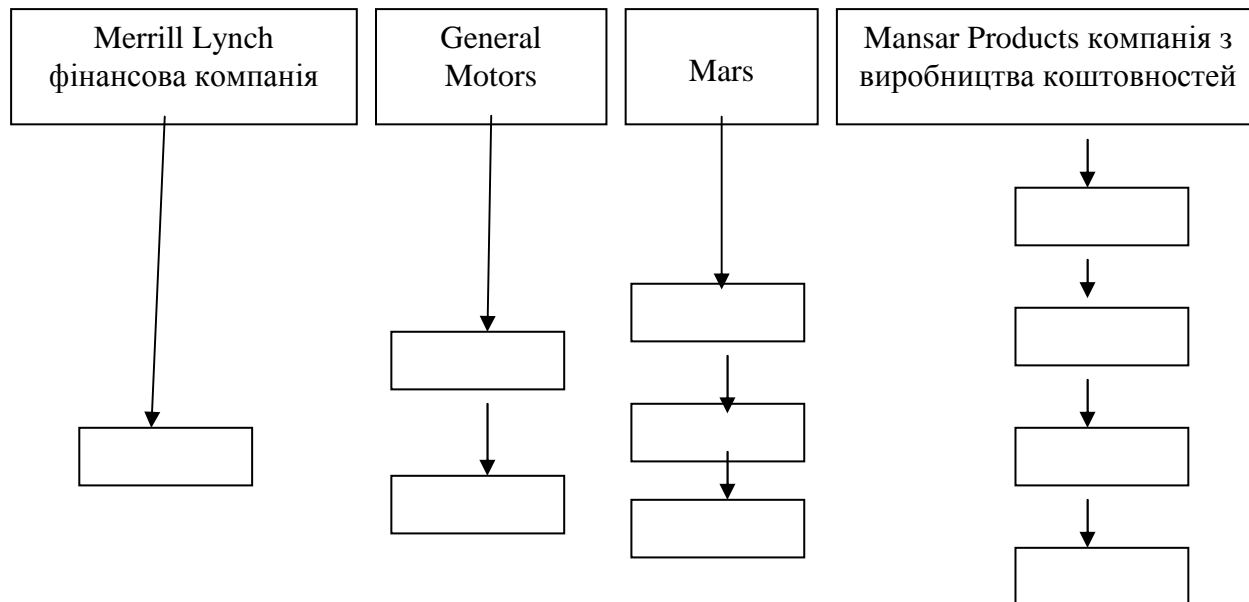 Merrill Lynch
фінансова компанія
General
Motors
Mars
Mansar Products компанія з
виробництва коштовностей